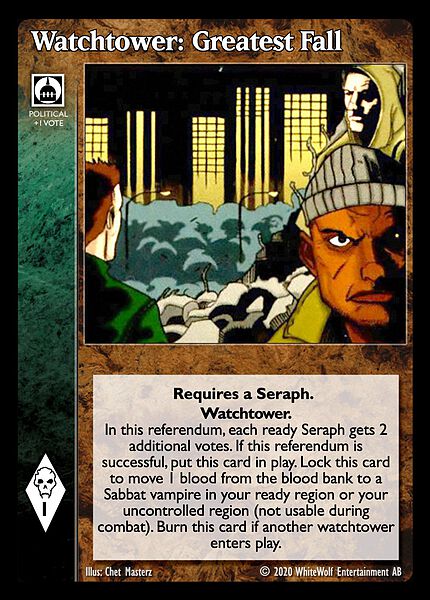 Watchtower: Greatest Fall
POLITICAL
+1 VOTE
Requires a Seraph.
Watchtower.
In this referendum, each ready Seraph gets 2
additional votes. If this referendum is
successful, put this card in play. Lock this card
to move 1 blood from the blood bank to a
Sabbat vampire in your ready region or your
uncontrolled region (not usable during
combat). Burn this card if another watchtower
enters play.
1
Illus: Chet Masterz
© 2020 WhiteWolf Entertainment AB